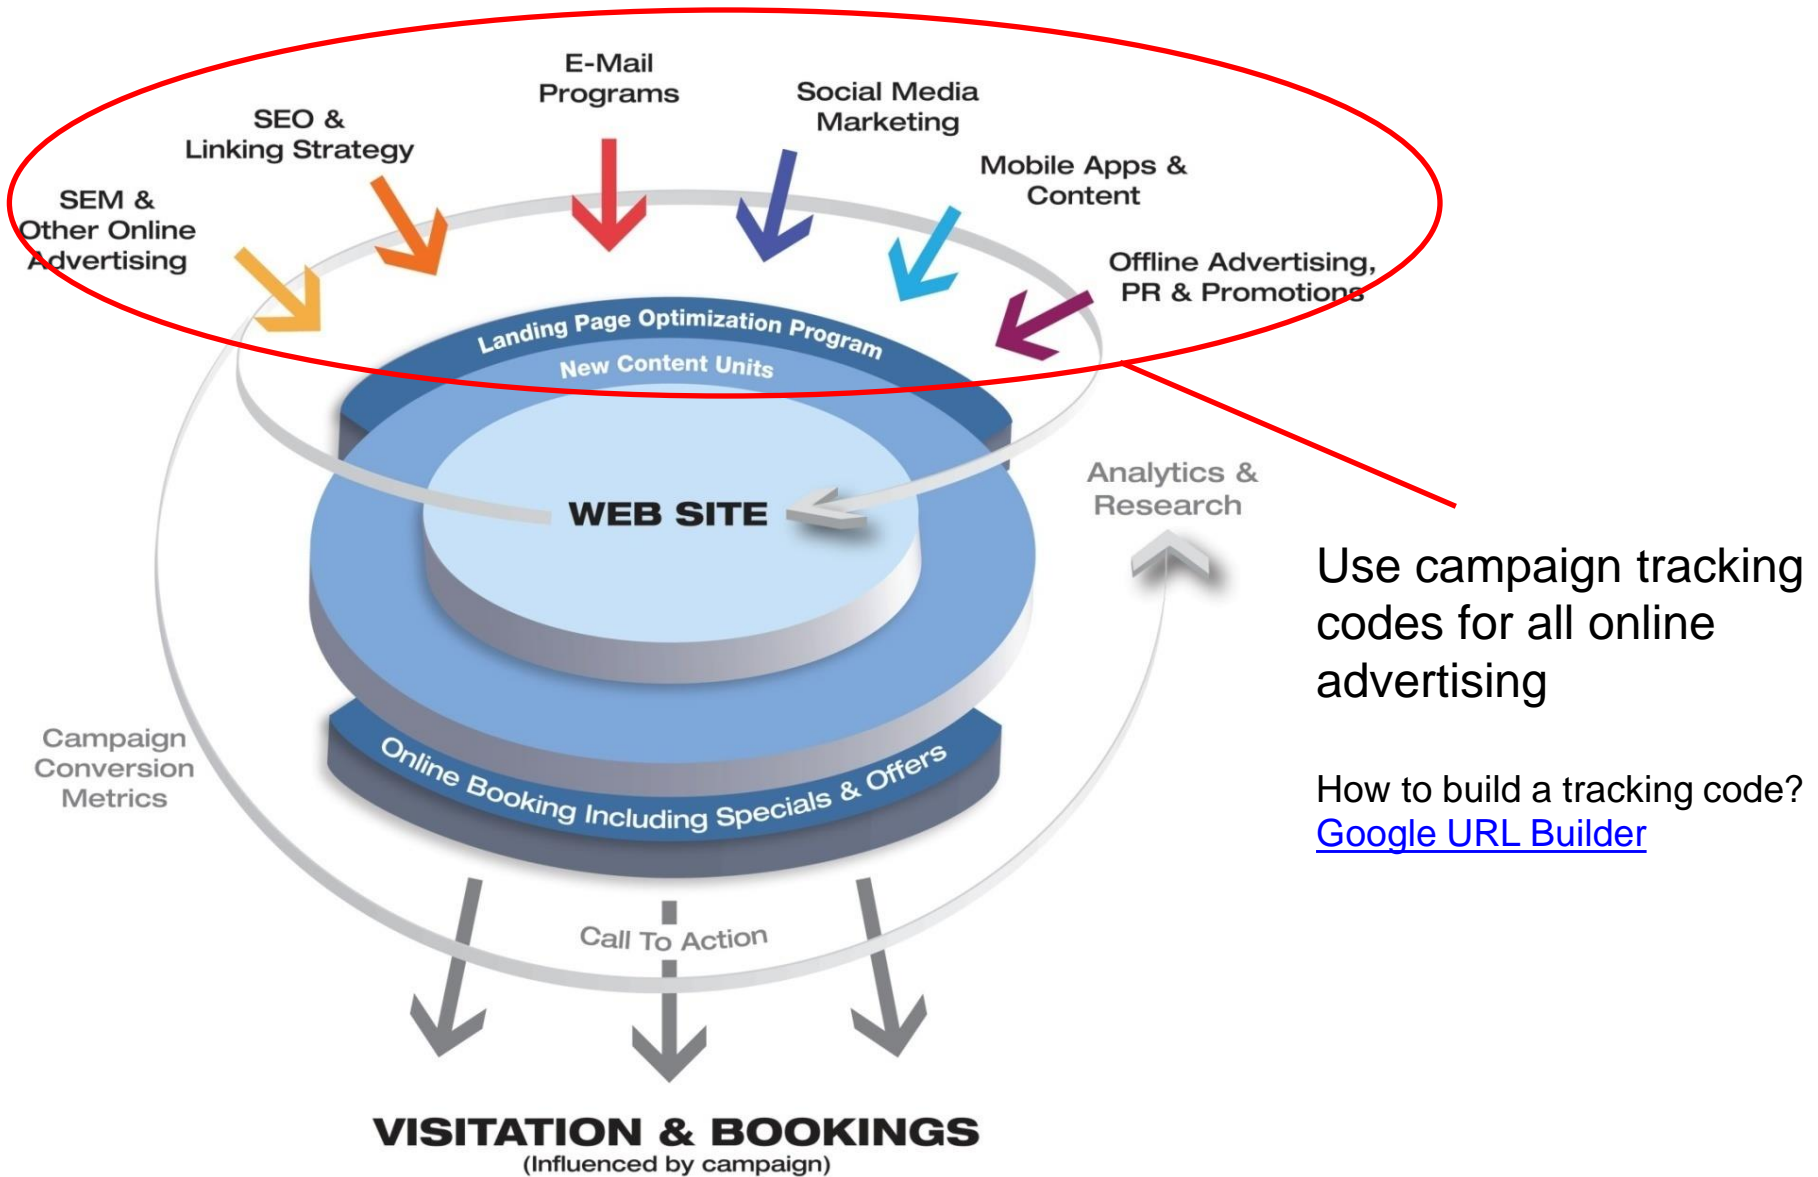 E-Mail
Programs
Social Media
Marketing
SEO &
Linking Strategy
Mobile Apps &
Content
SEM &
Other Online
Advertising
Offline Advertising,
PR & Promotions
Landing Page Optimization Program
New Content Units
WEB SITE
Analytics &
Research
Use campaign tracking
codes for all online
advertising
How to build a tracking code?
Google URL Builder
Campaign
Conversion
Metrics
Online Booking Including Specials & Offers
Call To Action
VISITATION & BOOKINGS
(Influenced by campaign)